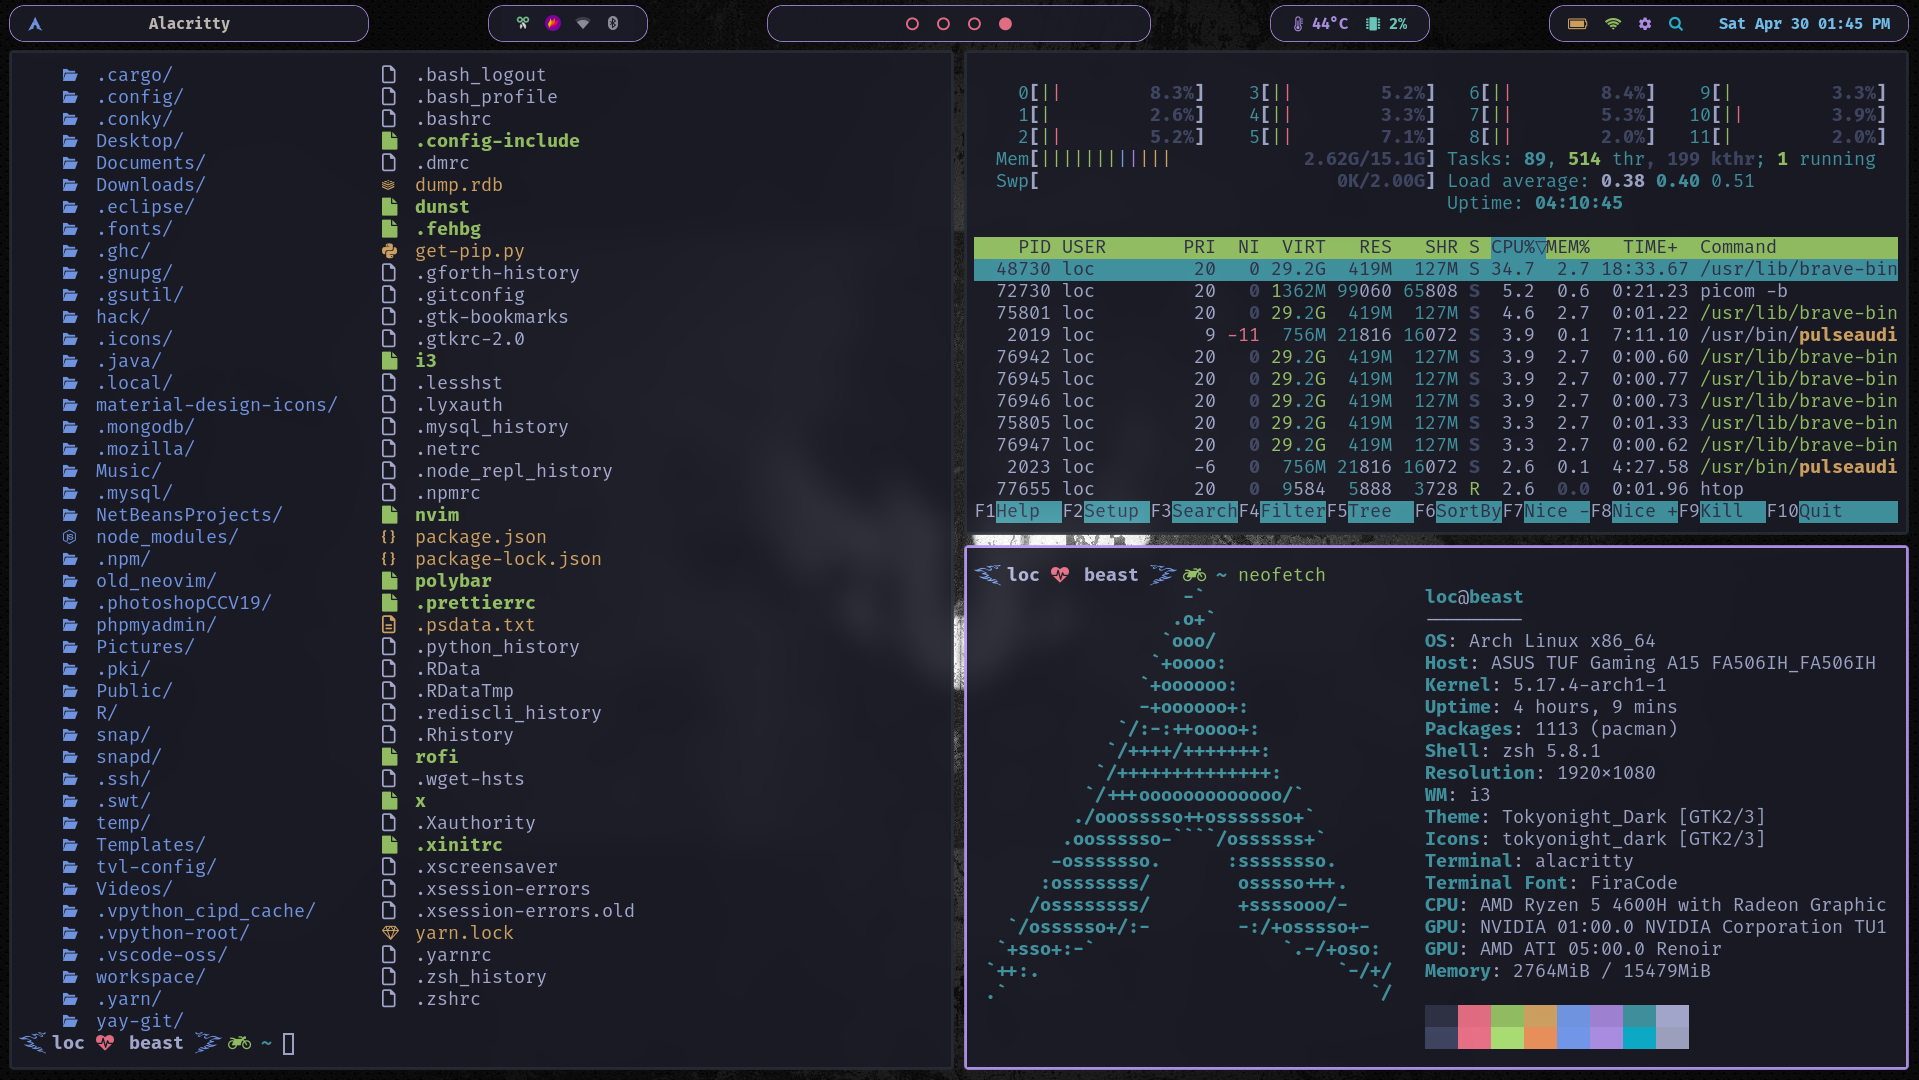 Alacritty
44°C 2%
Sat Apr 30 01:45 PM
.cargo/ .bash_logout
.config/ .bash_profile
.conky/ .bashrc
Desktop/ .config-include
Documents/ .dmrc
Downloads/ dump.rdb
.eclipse/ dunst
.fonts/ .fehbg
.ghc/ get-pip.py
.gnupg/ .gforth-history
.gsutil/ .gitconfig
hack/ .gtk-bookmarks
.icons/ .gtkrc-2.0
.java/ i3
.local/ .lesshst
material-design-icons/ .lyxauth
.mongodb/ .mysql_history
.mozilla/ .netrc
Music/ .node_repl_history
.mysql/ .npmrc
NetBeansProjects/ nvim
node_modules/ package.json
.npm/ package-lock.json
old_neovim/ polybar
.photoshopCCV19/ .prettierrc
phpmyadmin/ .psdata.txt
Pictures/ .python_history
.pki/ .RData
Public/ .RDataTmp
R/ .rediscli_history
snap/ .Rhistory
snapd/ rofi
.ssh/ .wget-hsts
.swt/ x
temp/ .Xauthority
Templates/ .xinitrc
tvl-config/ .xscreensaver
Videos/ .xsession-errors
.vpython_cipd_cache/ .xsession-errors.old
.vpython-root/ yarn.lock
.vscode-oss/ .yarnrc
workspace/ .zsh_history
.yarn/ .zshrc
yay-git/
loc beast ~
0[|| 8.3%] 3[|| 5.2%] 6[|| 8.4%] 9[| 3.3%]
1[| 2.6%] 4[|| 3.3%] 7[|| 5.3%] 10[|| 3.9%]
2[|| 5.2%] 5[|| 7.1%] 8[|| 2.0%] 11[| 2.0%]
Mem[|||||||||||| 2.62G/15.1G] Tasks: 89, 514 thr, 199 kthr; 1 running
Swp[ 0K/2.00G] Load average: 0.38 0.40 0.51
Uptime: 04:10:45
PID USER PRI NI VIRT RES SHR S CPU%▽MEM% TIME+ Command
48730 loc 20 0 29.2G 419M 127M S 34.7 2.7 18:33.67 /usr/lib/brave-bin
72730 loc 20 0 1362M 99060 65808 S 5.2 0.6 0:21.23 picom -b
75801 loc 20 0 29.2G 419M 127M S 4.6 2.7 0:01.22 /usr/lib/brave-bin
2019 loc 9 -11 756M 21816 16072 S 3.9 0.1 7:11.10 /usr/bin/pulseaudi
76942 loc 20 0 29.2G 419M 127M S 3.9 2.7 0:00.60 /usr/lib/brave-bin
76945 loc 20 0 29.2G 419M 127M S 3.9 2.7 0:00.77 /usr/lib/brave-bin
76946 loc 20 0 29.2G 419M 127M S 3.9 2.7 0:00.73 /usr/lib/brave-bin
75805 loc 20 0 29.2G 419M 127M S 3.3 2.7 0:01.33 /usr/lib/brave-bin
76947 loc 20 0 29.2G 419M 127M S 3.3 2.7 0:00.62 /usr/lib/brave-bin
2023 loc -6 0 756M 21816 16072 S 2.6 0.1 4:27.58 /usr/bin/pulseaudi
77655 loc 20 0 9584 5888 3728 R 2.6 0.0 0:01.96 htop
F1Help F2Setup F3SearchF4FilterF5Tree F6SortByF7Nice -F8Nice +F9Kill F10Quit
loc beast ~ neofetch
-`
.o+`
`ooo/
`+oooo:
`+oooooo:
-+oooooo+:
`/:-:++oooo+:
`/++++/+++++++:
`/++++++++++++++:
`/+++ooooooooooooo/`
./ooosssso++osssssso+`
.oossssso-````/ossssss+`
-osssssso. :ssssssso.
:osssssss/ osssso+++.
/ossssssss/ +ssssooo/-
`/ossssso+/:- -:/+osssso+-
`+sso+:-` `.-/+oso:
`++:. `-/+/
.` `/
loc@beast
---------
OS: Arch Linux x86_64
Host: ASUS TUF Gaming A15 FA506IH_FA506IH
Kernel: 5.17.4-arch1-1
Uptime: 4 hours, 9 mins
Packages: 1113 (pacman)
Shell: zsh 5.8.1
Resolution: 1920×1080
WM: i3
Theme: Tokyonight_Dark [GTK2/3]
Icons: tokyonight_dark [GTK2/3]
Terminal: alacritty
Terminal Font: FiraCode
CPU: AMD Ryzen 5 4600H with Radeon Graphic
GPU: NVIDIA 01:00.0 NVIDIA Corporation TU1
GPU: AMD ATI 05:00.0 Renoir
Memory: 2764MiB / 15479MiB